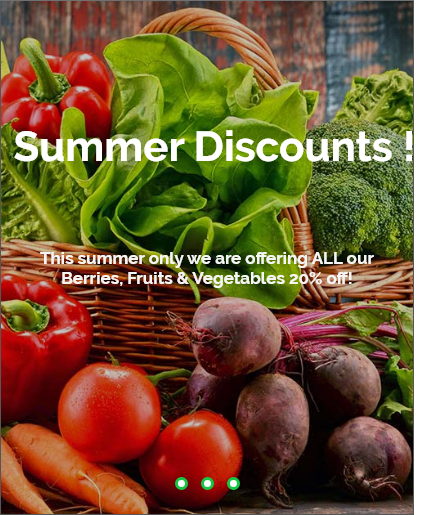 Summer Discounts !
This summer only we are offering ALL our
Berries, Fruits & Vegetables 20% off!